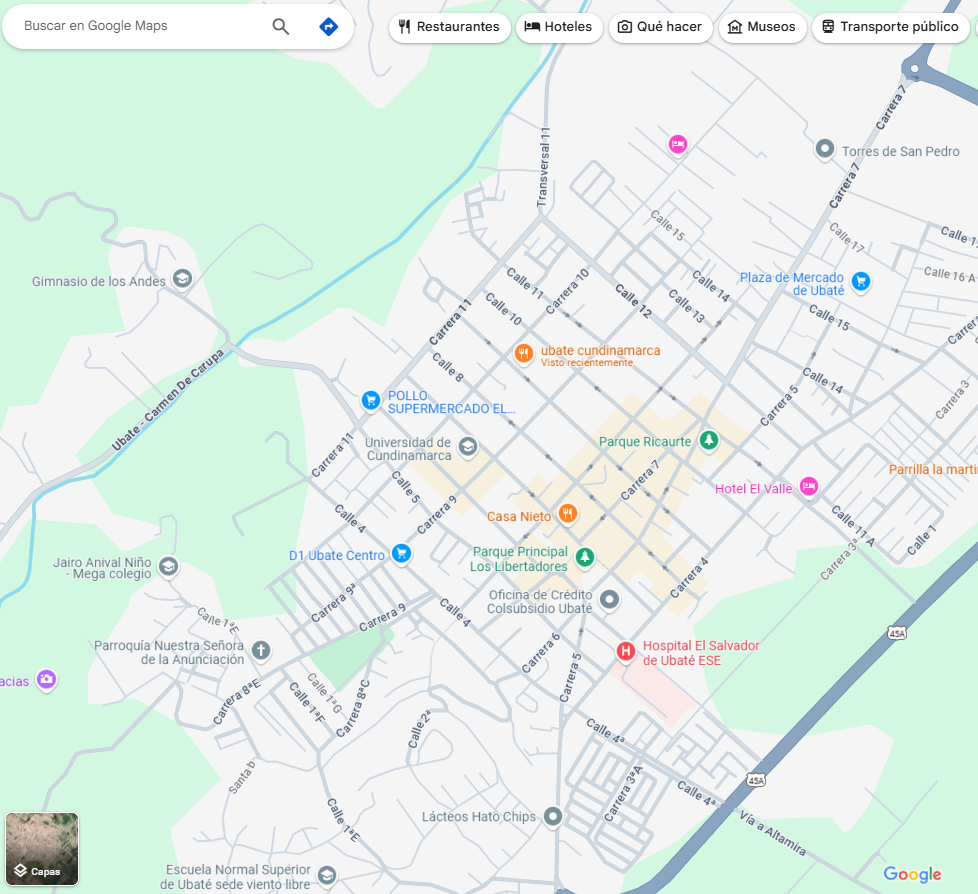 Buscar en Google Maps
Restaurantes
Hoteles
Qué hacer
Museos
Transporte público
Carrera 7
Transversal 11
Torres de San Pedro
Carrera 7
Calle 15
Calle 17
Calle 16 A
Gimnasio de los Andes
Plaza de Mercado
de Ubaté
Calle 11
Carrera 10
Calle 12
Calle 14
Calle 13
Calle 10
Carrera 11
Calle 15
ubate cundinamarca
Visto recientemente
Calle 8
Ubate - Carmen De Carupa
Calle 14
Carrera 5
Carrera 3
POLLO
SUPERMERCADO EL...
Carrera 11
Universidad de
Cundinamarca
Parque Ricaurte
Carrera 7
Parrilla la marti
Hotel El Valle
Calle 5
Carrera 9
Calle 4
Casa Nieto
Calle 11 A
Calle 1
D1 Ubate Centro
Parque Principal
Los Libertadores
Carrera 3ª
Jairo Anival Niño
- Mega colegio
Carrera 4
Carrera 9ª
Oficina de Crédito
Colsubsidio Ubaté
Calle 1ªE
Carrera 9
Calle 4
45A
Parroquía Nuestra Señora
de la Anunciación
Carrera 6
Hospital El Salvador
de Ubaté ESE
acias
Carrera 8ªE
Calle 1ªF
Calle 1ªG
Carrera 8ªC
Carrera 5
Calle 2ª
Calle 4ª
Santa b
45A
Carrera 3ª A
Calle 4ª
Vía a Altamira
Calle 1ªE
Lácteos Hato Chips
Capas
Escuela Normal Superior
de Ubaté sede viento libre
Google